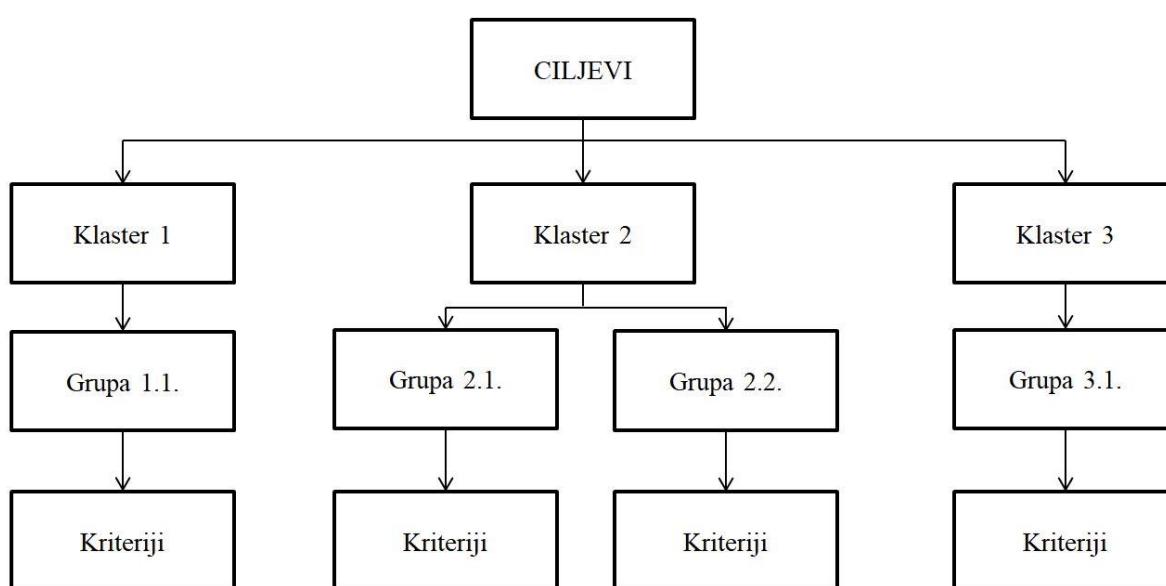 CILJEVI
Klaster 1
Klaster 2
Klaster 3
Grupa 1.1.
Grupa 2.1.
Grupa 2.2.
Grupa 3.1.
Kriteriji
Kriteriji
Kriteriji
Kriteriji